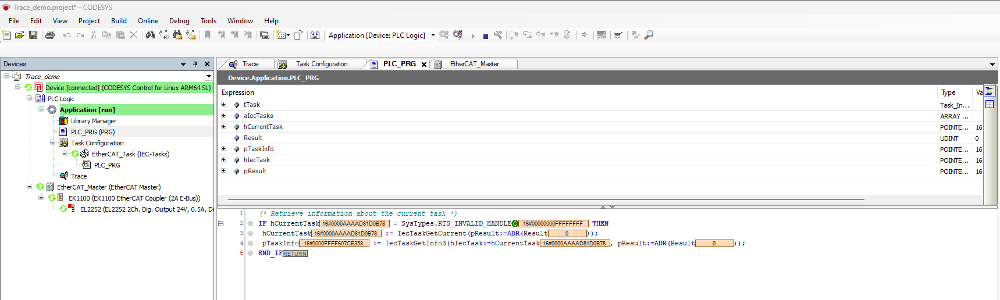 Trace_demo.project* - CODESYS
File Edit View Project Build Online Debug Tools Window Help
Application [Device: PLC Logic]
Devices
Trace_demo
Device [connected] (CODESYS Control for Linux ARM64 SL)
PLC Logic
Application [run]
Library Manager
PLC_PRG (PRG)
Task Configuration
EtherCAT_Task (IEC-Tasks)
PLC_PRG
Trace
EtherCAT_Master (EtherCAT Master)
EK1100 (EK1100 EtherCAT Coupler (2A E-Bus))
EL2252 (EL2252 2Ch. Dig. Output 24V, 0.5A, D
Trace Task Configuration PLC_PRG EtherCAT_Master
Device.Application.PLC_PRG
Expression Type Va
tTask Task_In...
aIecTasks ARRAY ...
hCurrentTask POINTE... 16
Result UDINT 0
pTaskInfo POINTE... 16
hIecTask POINTE... 16
pResult POINTE... 16
1 (* Retrieve information about the current task *)
2 IF hCurrentTask 16#0000AAAAD81D0B78 = SysTypes.RTS_INVALID_HANDLE C 16#00000000FFFFFFFF THEN
3 hCurrentTask 16#0000AAAAD81D0B78 := IecTaskGetCurrent(pResult:=ADR(Result 0 ));
4 pTaskInfo 16#0000FFFF607CE358 := IecTaskGetInfo3(hIecTask:=hCurrentTask 16#0000AAAAD81D0B78 , pResult:=ADR(Result 0 ));
5 END_IF RETURN